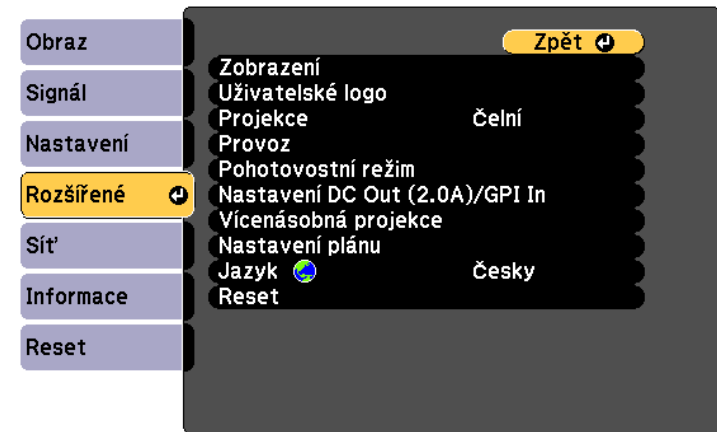 Obraz
Signál
Nastavení
Rozšířené
Síť
Informace
Reset
Zpět
Zobrazení
Uživatelské logo
Projekce Čelní
Provoz
Pohotovostní režim
Nastavení DC Out (2.0A)/GPI In
Vícenásobná projekce
Nastavení plánu
Jazyk Česky
Reset